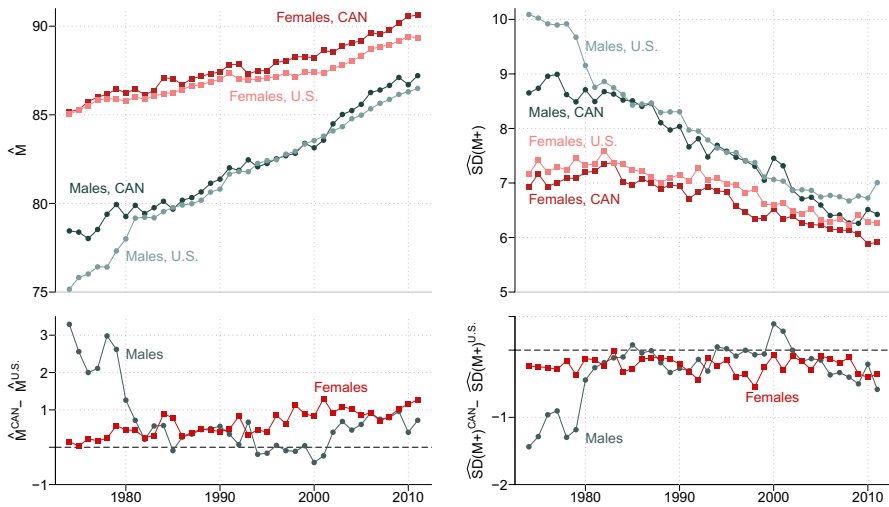 90
85
80
75
M̂
Females, CAN
Females, U.S.
Males, CAN
Males, U.S.
10
9
8
7
6
5
SD̂(M+)
Males, U.S.
Males, CAN
Females, U.S.
Females, CAN
3
2
1
−1
M̂ᶜᴬᴺ– M̂ᵁ·ˢ·
Males
Females
1980 1990 2000 2010
−1
−2
SD̂(M+)ᶜᴬᴺ– SD̂(M+)ᵁ·ˢ·
Males
Females
1980 1990 2000 2010